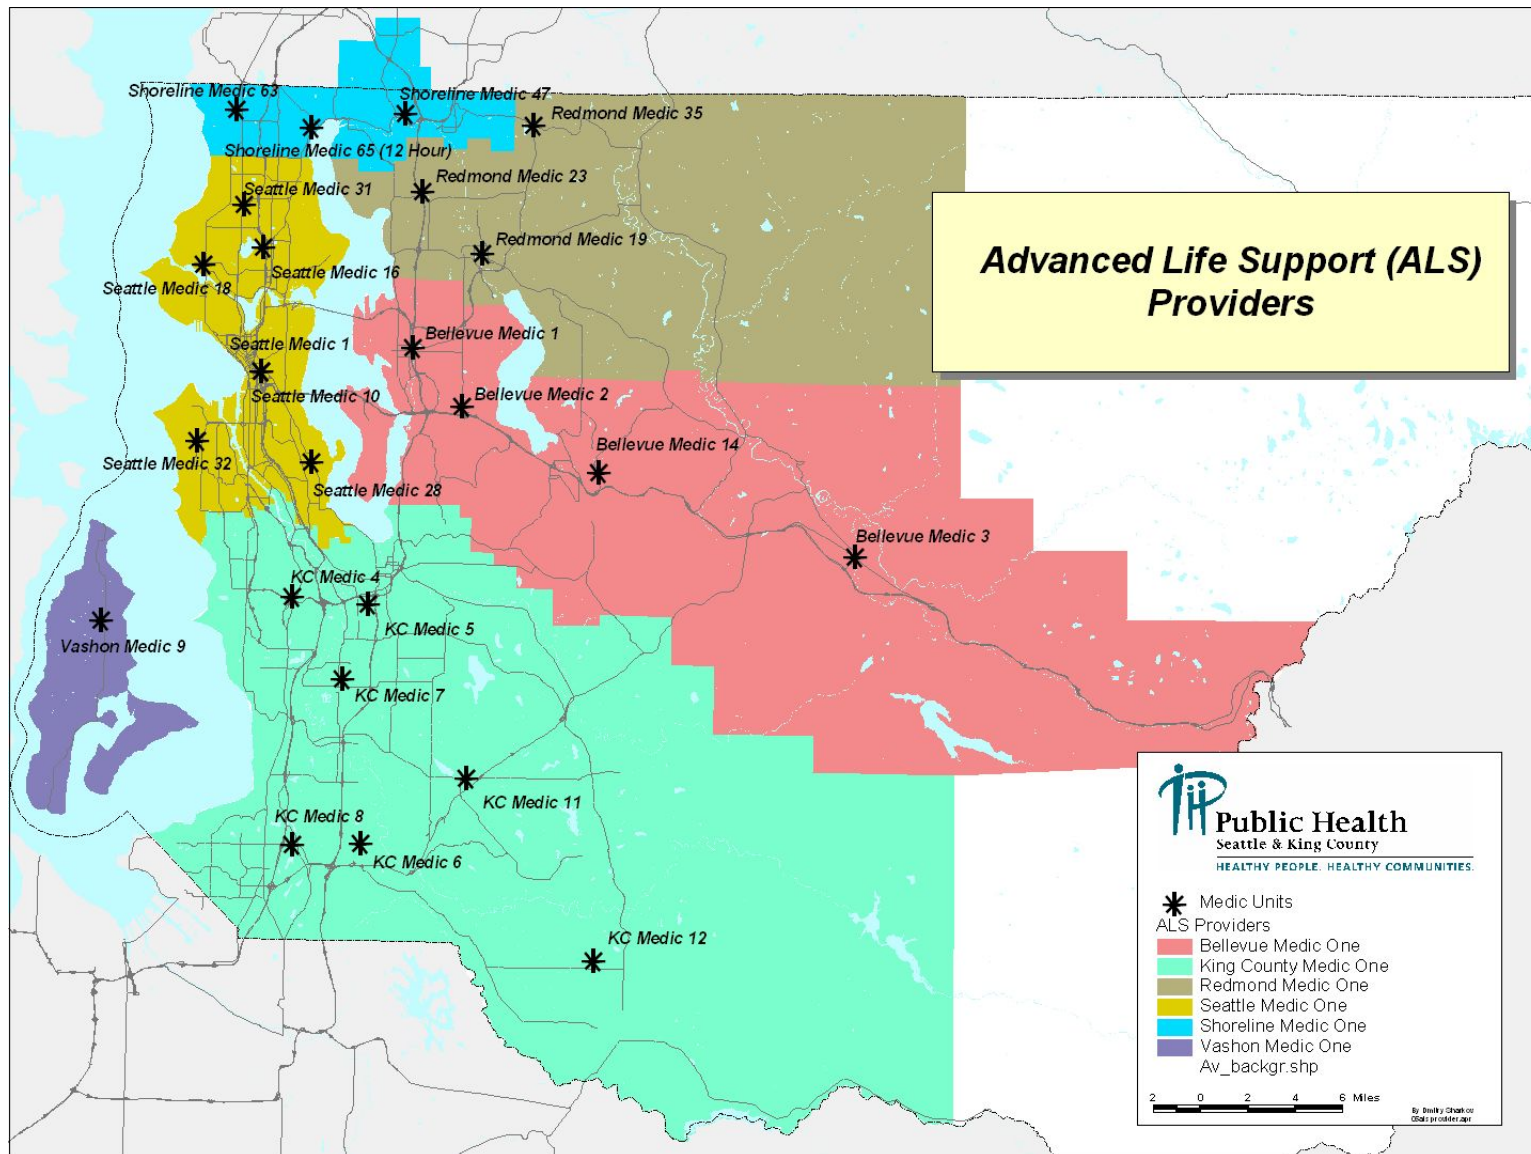 Shoreline Medic 63
Shoreline Medic 47
Redmond Medic 35
Shoreline Medic 65 (12 Hour)
Seattle Medic 31
Redmond Medic 23
Redmond Medic 19
Seattle Medic 16
Seattle Medic 18
Advanced Life Support (ALS)
Providers
Seattle Medic 1
Bellevue Medic 1
Seattle Medic 10
Bellevue Medic 2
Bellevue Medic 14
Seattle Medic 32
Seattle Medic 28
Bellevue Medic 3
KC Medic 4
KC Medic 5
Vashon Medic 9
KC Medic 7
KC Medic 11
KC Medic 8
KC Medic 6
KC Medic 12
Public Health
Seattle & King County
HEALTHY PEOPLE. HEALTHY COMMUNITIES.
Medic Units
ALS Providers
Bellevue Medic One
King County Medic One
Redmond Medic One
Seattle Medic One
Shoreline Medic One
Vashon Medic One
Av_backgr.shp
2 0 2 4 6 Miles